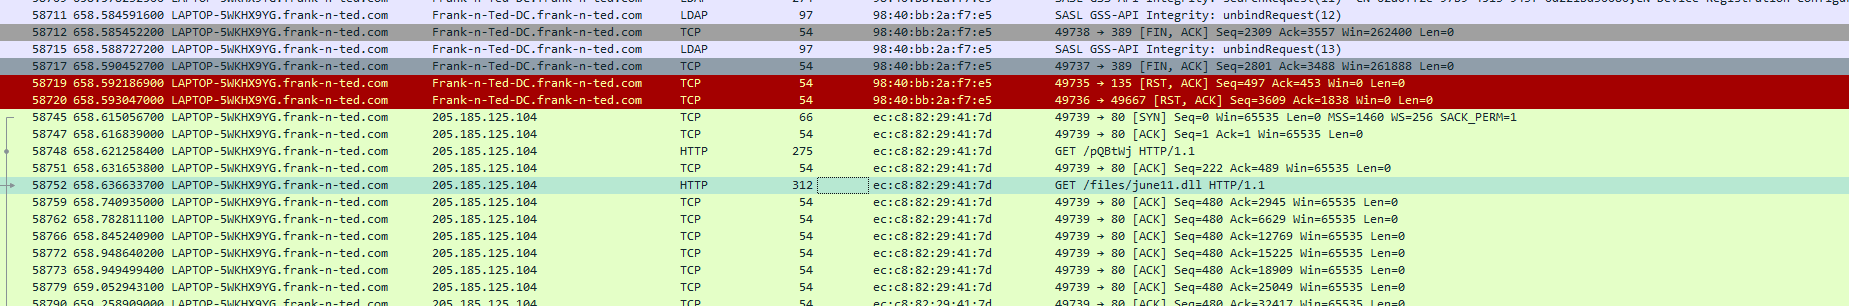 58711 658.584591600 LAPTOP-5WKHX9YG.frank-n-ted.com Frank-n-Ted-DC.frank-n-ted.com LDAP 97 98:40:bb:2a:f7:e5 SASL GSS-API Integrity: unbindRequest(12)
58712 658.585452200 LAPTOP-5WKHX9YG.frank-n-ted.com Frank-n-Ted-DC.frank-n-ted.com TCP 54 98:40:bb:2a:f7:e5 49738 → 389 [FIN, ACK] Seq=2309 Ack=3557 Win=262400 Len=0
58715 658.588727200 LAPTOP-5WKHX9YG.frank-n-ted.com Frank-n-Ted-DC.frank-n-ted.com LDAP 97 98:40:bb:2a:f7:e5 SASL GSS-API Integrity: unbindRequest(13)
58717 658.590452700 LAPTOP-5WKHX9YG.frank-n-ted.com Frank-n-Ted-DC.frank-n-ted.com TCP 54 98:40:bb:2a:f7:e5 49737 → 389 [FIN, ACK] Seq=2801 Ack=3488 Win=261888 Len=0
58719 658.592186900 LAPTOP-5WKHX9YG.frank-n-ted.com Frank-n-Ted-DC.frank-n-ted.com TCP 54 98:40:bb:2a:f7:e5 49735 → 135 [RST, ACK] Seq=497 Ack=453 Win=0 Len=0
58720 658.593047000 LAPTOP-5WKHX9YG.frank-n-ted.com Frank-n-Ted-DC.frank-n-ted.com TCP 54 98:40:bb:2a:f7:e5 49736 → 49667 [RST, ACK] Seq=3609 Ack=1838 Win=0 Len=0
58745 658.615056700 LAPTOP-5WKHX9YG.frank-n-ted.com 205.185.125.104 TCP 66 ec:c8:82:29:41:7d 49739 → 80 [SYN] Seq=0 Win=65535 Len=0 MSS=1460 WS=256 SACK_PERM=1
58747 658.616839000 LAPTOP-5WKHX9YG.frank-n-ted.com 205.185.125.104 TCP 54 ec:c8:82:29:41:7d 49739 → 80 [ACK] Seq=1 Ack=1 Win=65535 Len=0
58748 658.621258400 LAPTOP-5WKHX9YG.frank-n-ted.com 205.185.125.104 HTTP 275 ec:c8:82:29:41:7d GET /pQBtWj HTTP/1.1
58751 658.631653800 LAPTOP-5WKHX9YG.frank-n-ted.com 205.185.125.104 TCP 54 ec:c8:82:29:41:7d 49739 → 80 [ACK] Seq=222 Ack=489 Win=65535 Len=0
58752 658.636633700 LAPTOP-5WKHX9YG.frank-n-ted.com 205.185.125.104 HTTP 312 ec:c8:82:29:41:7d GET /files/june11.dll HTTP/1.1
58759 658.740935000 LAPTOP-5WKHX9YG.frank-n-ted.com 205.185.125.104 TCP 54 ec:c8:82:29:41:7d 49739 → 80 [ACK] Seq=480 Ack=2945 Win=65535 Len=0
58762 658.782811100 LAPTOP-5WKHX9YG.frank-n-ted.com 205.185.125.104 TCP 54 ec:c8:82:29:41:7d 49739 → 80 [ACK] Seq=480 Ack=6629 Win=65535 Len=0
58766 658.845240900 LAPTOP-5WKHX9YG.frank-n-ted.com 205.185.125.104 TCP 54 ec:c8:82:29:41:7d 49739 → 80 [ACK] Seq=480 Ack=12769 Win=65535 Len=0
58772 658.948640200 LAPTOP-5WKHX9YG.frank-n-ted.com 205.185.125.104 TCP 54 ec:c8:82:29:41:7d 49739 → 80 [ACK] Seq=480 Ack=15225 Win=65535 Len=0
58773 658.949499400 LAPTOP-5WKHX9YG.frank-n-ted.com 205.185.125.104 TCP 54 ec:c8:82:29:41:7d 49739 → 80 [ACK] Seq=480 Ack=18909 Win=65535 Len=0
58779 659.052943100 LAPTOP-5WKHX9YG.frank-n-ted.com 205.185.125.104 TCP 54 ec:c8:82:29:41:7d 49739 → 80 [ACK] Seq=480 Ack=25049 Win=65535 Len=0
58790 659.258909000 LAPTOP-5WKHX9YG.frank-n-ted.com 205.185.125.104 TCP 54 ec:c8:82:29:41:7d 49739 → 80 [ACK] Seq=480 Ack=32417 Win=65535 Len=0